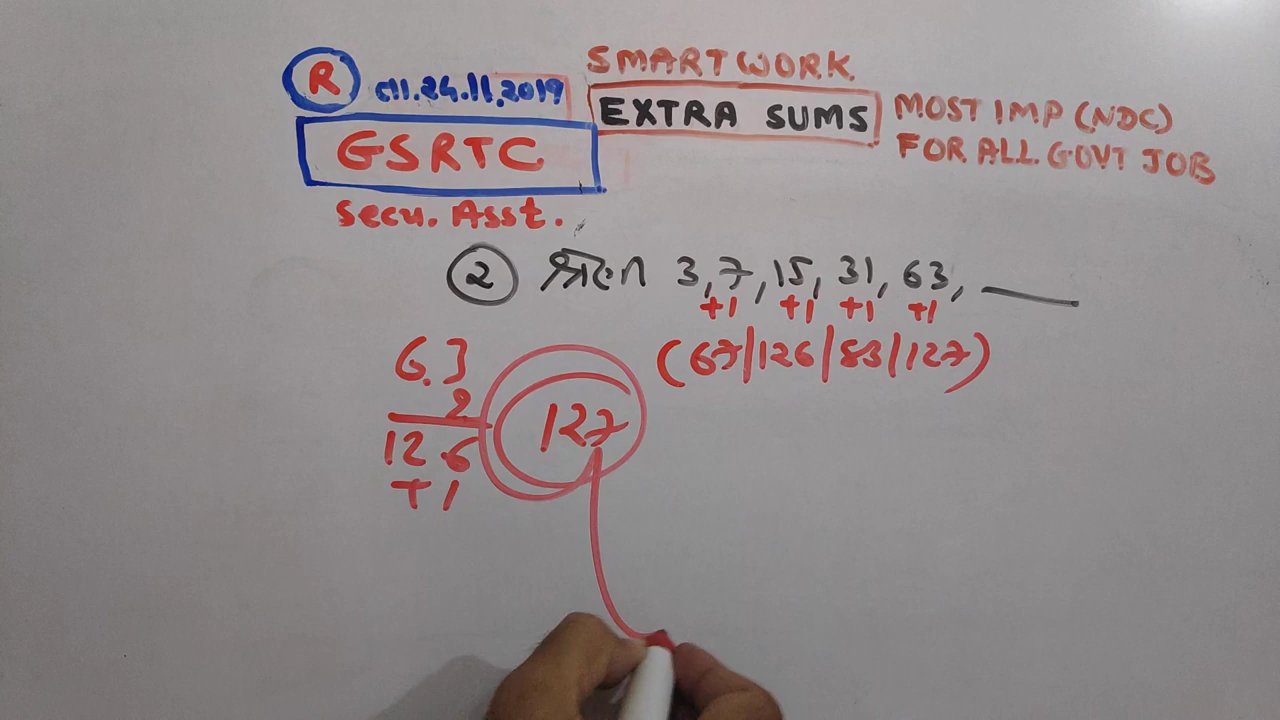 SMARTWORK
R તા.24.11.2019 EXTRA SUMS MOST IMP (NDC)
GSRTC FOR ALL GOVT JOB
Secu. Asst.
૨ 3, 7, 15, 31, 63, ___
+1 +1 +1 +1
(67/126/83/127)
63
2
126 127
+1